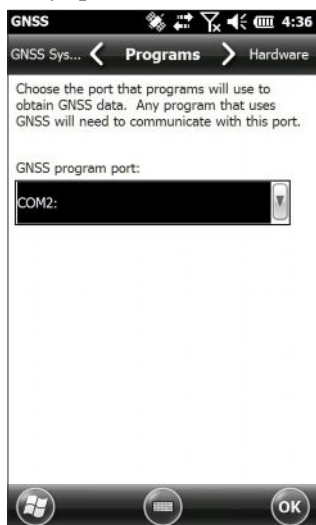 GNSS 4:36
GNSS Sys... Programs Hardware
Choose the port that programs will use to
obtain GNSS data. Any program that uses
GNSS will need to communicate with this port.
GNSS program port:
COM2:
OK